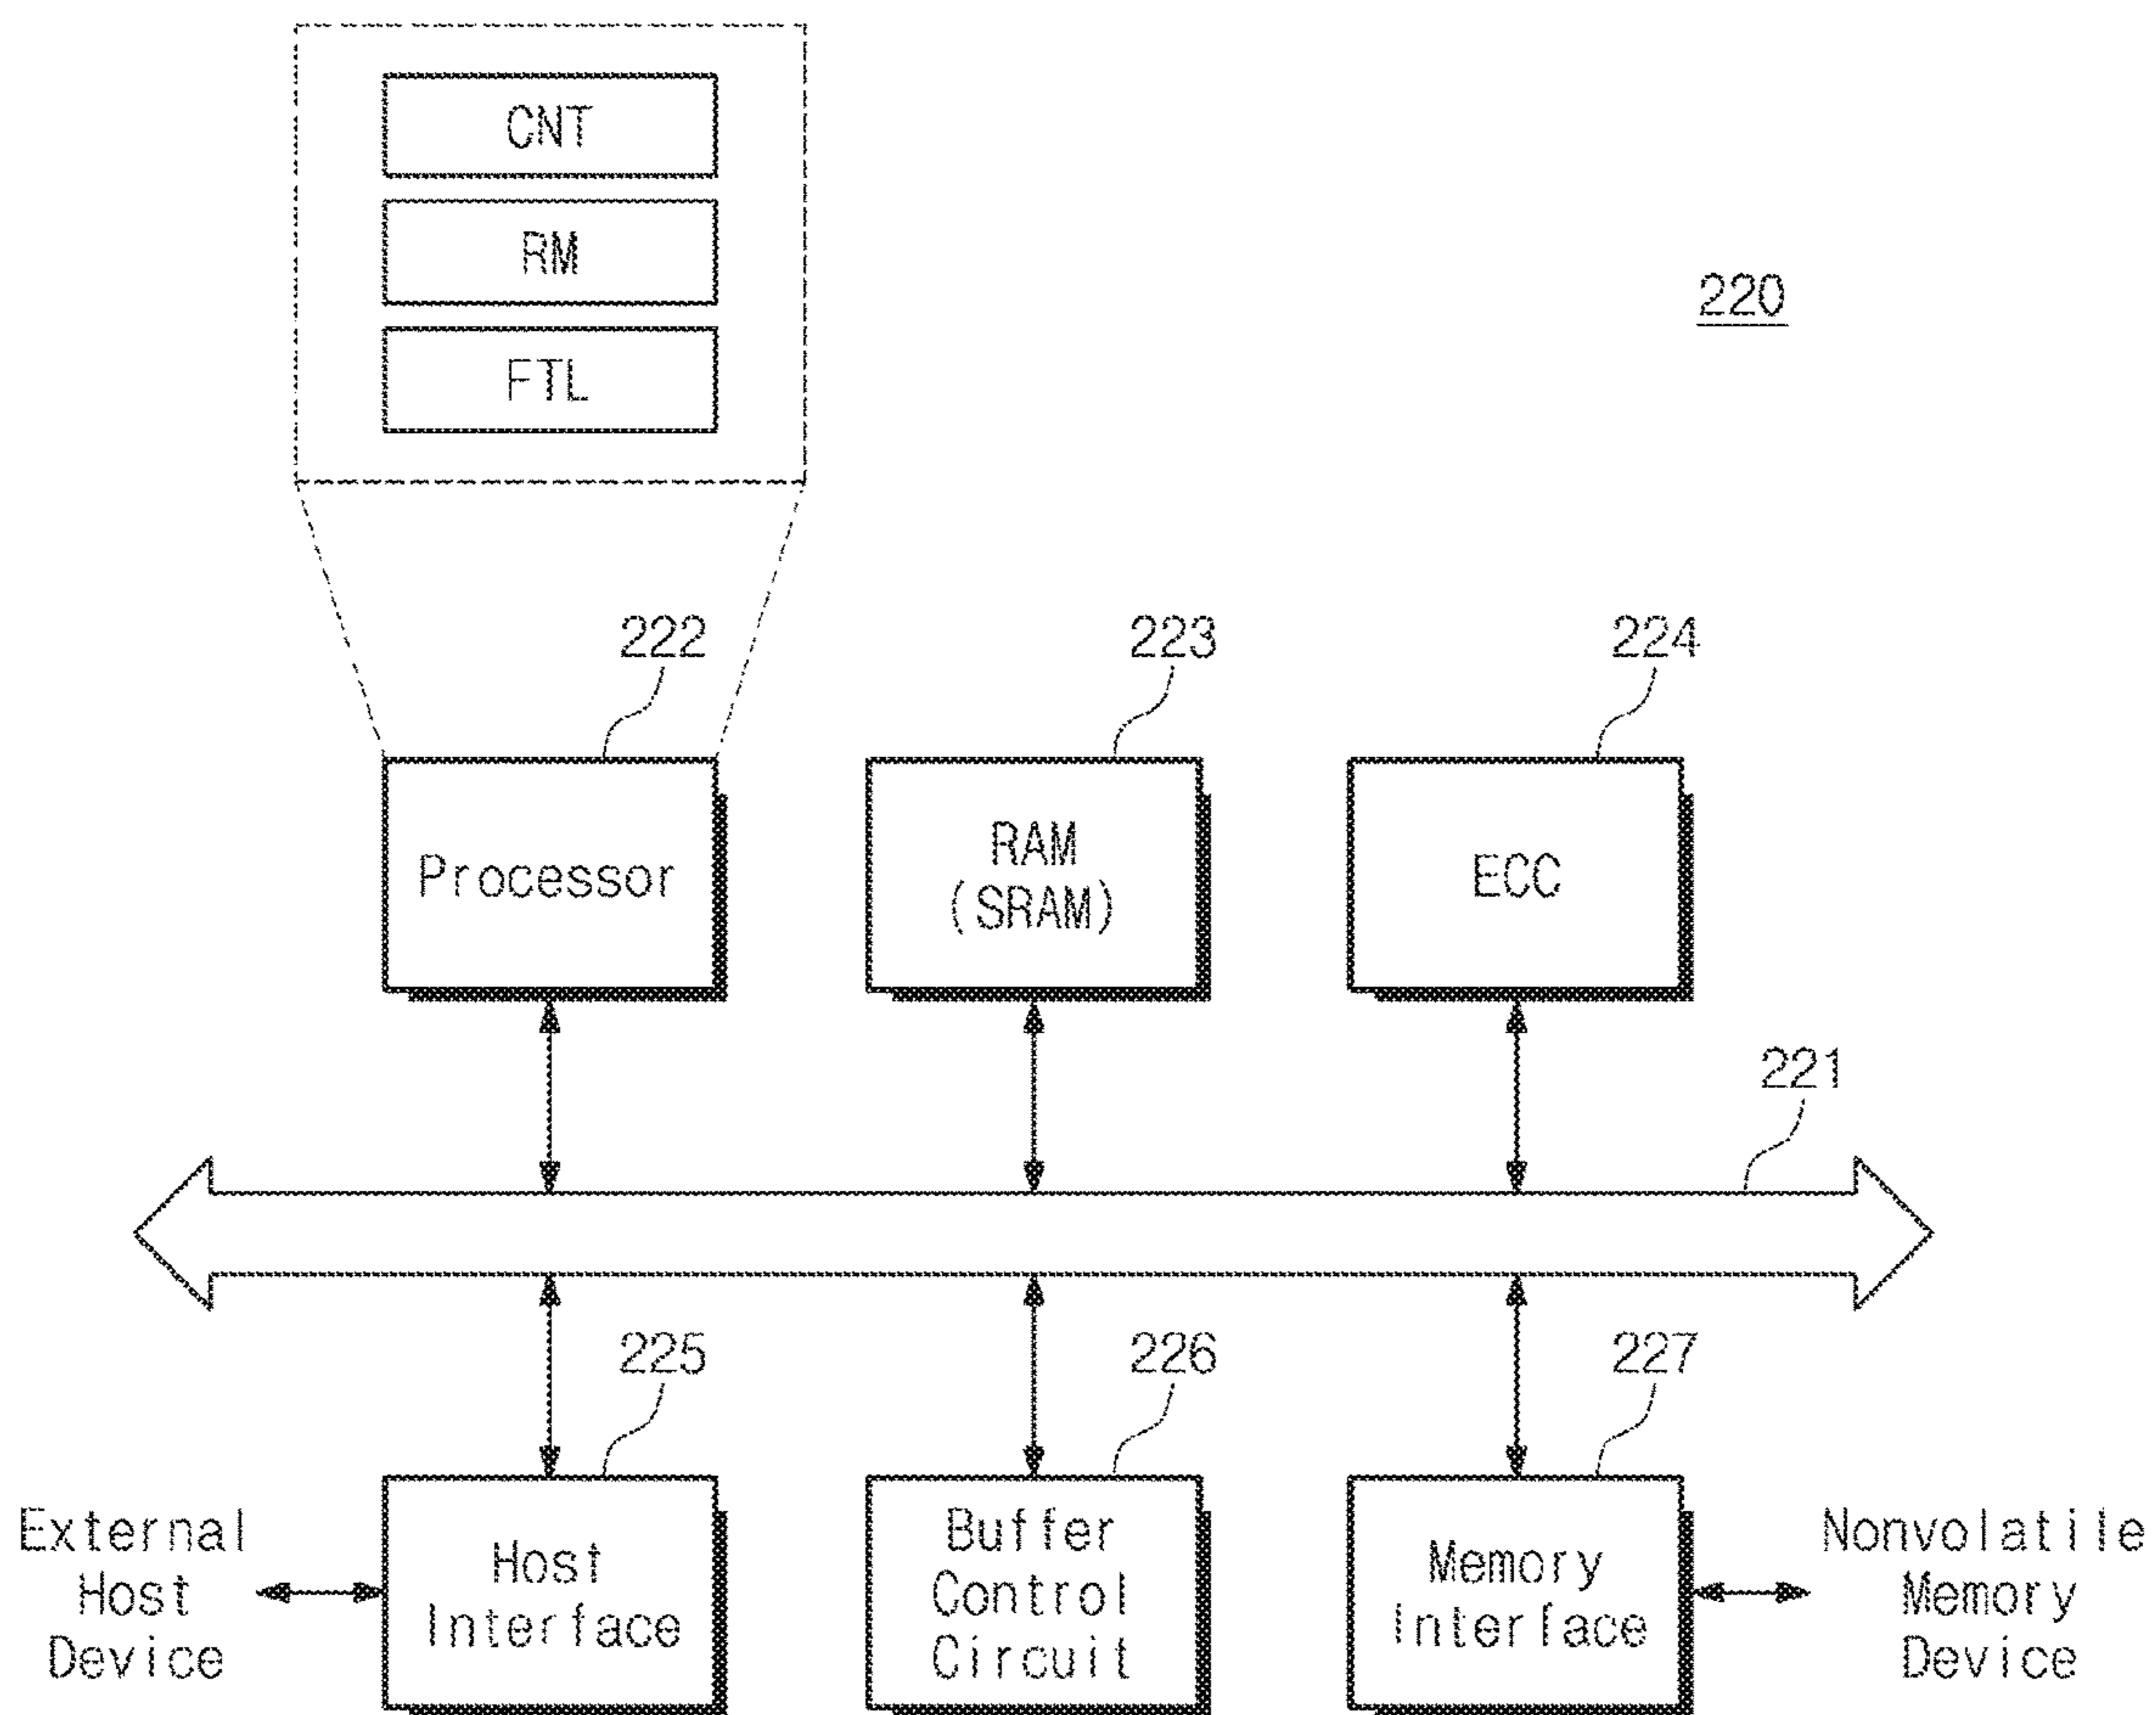 CNT
RM
FTL
220
222
223
224
Processor
RAM
(SRAM)
ECC
221
225
226
227
External
Host
Device
Host
Interface
Buffer
Control
Circuit
Memory
Interface
Nonvolatile
Memory
Device